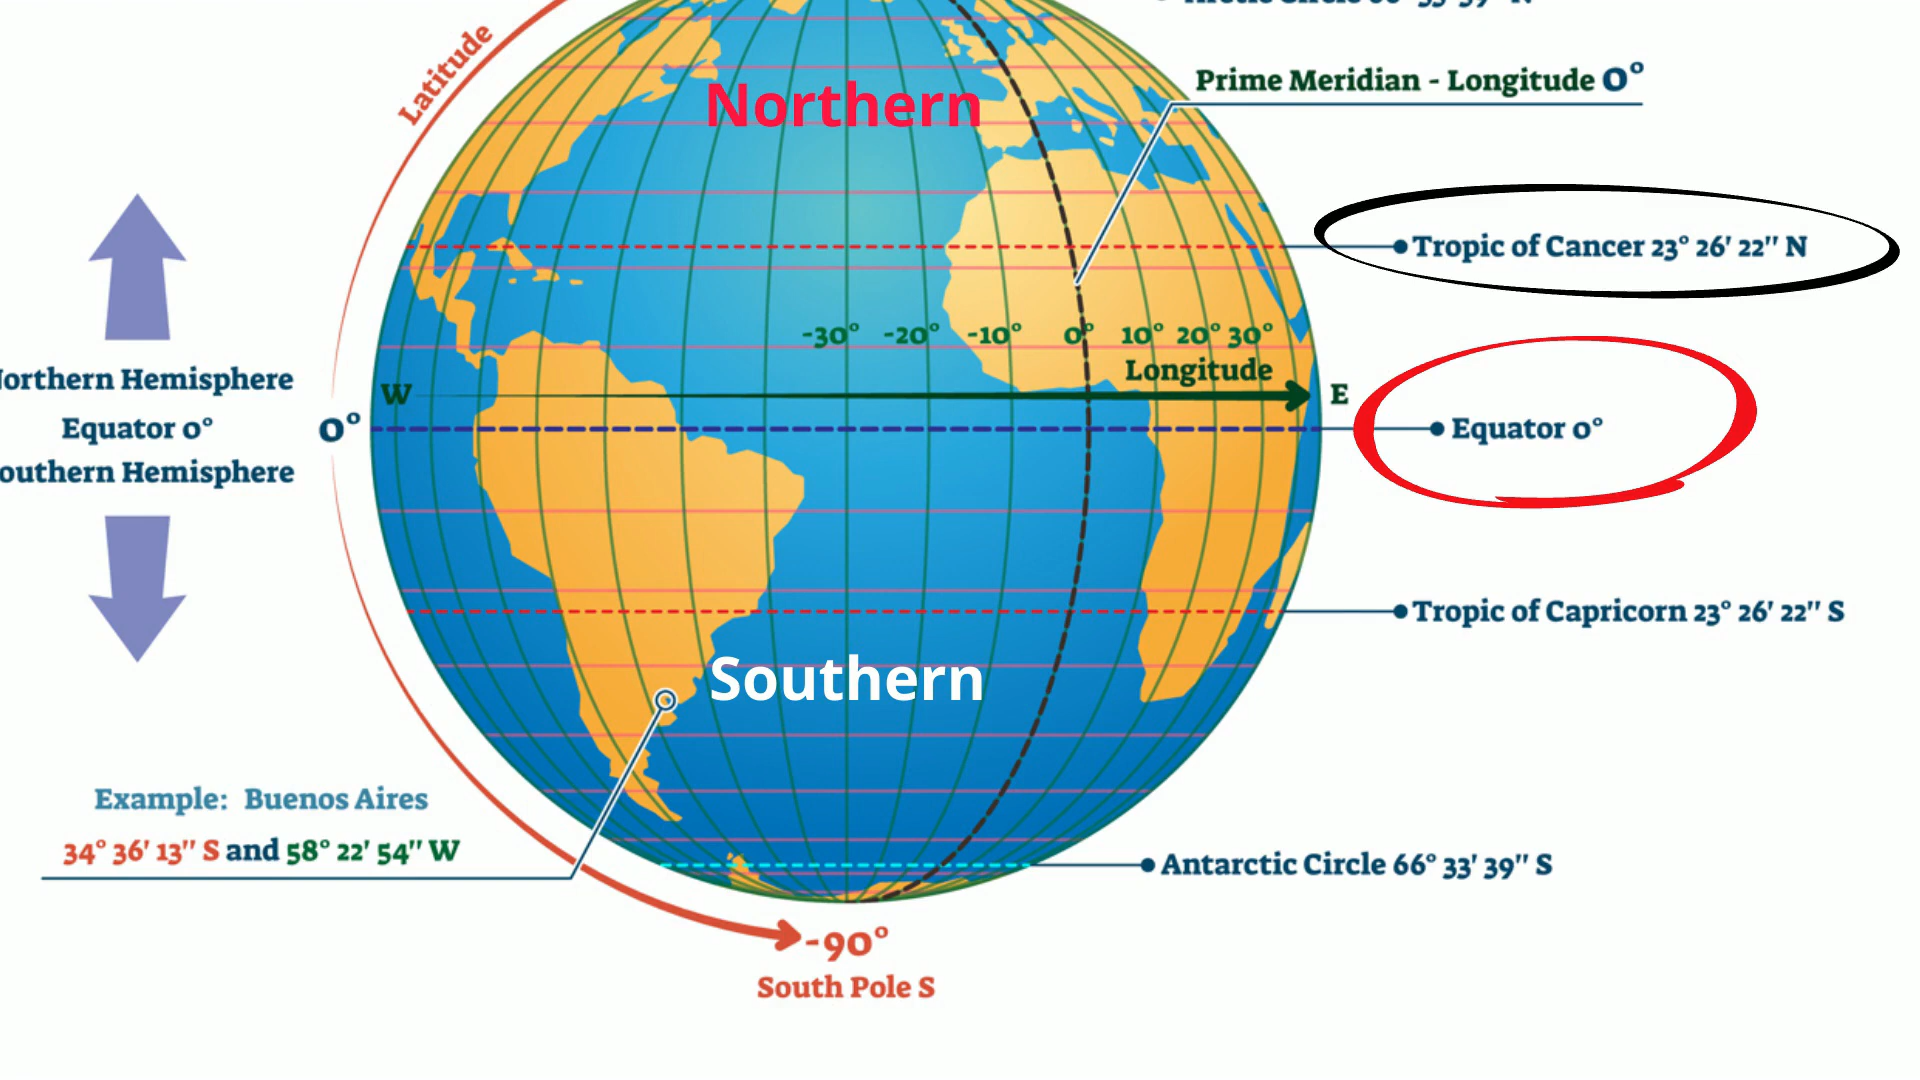 Latitude
Northern
Prime Meridian - Longitude 0°
Tropic of Cancer 23° 26' 22" N
-30° -20° -10° 0° 10° 20° 30°
Longitude
W
E
Northern Hemisphere
Equator 0°
Southern Hemisphere
0°
Equator 0°
Tropic of Capricorn 23° 26' 22" S
Southern
Example: Buenos Aires
34° 36' 13" S and 58° 22' 54" W
Antarctic Circle 66° 33' 39" S
-90°
South Pole S